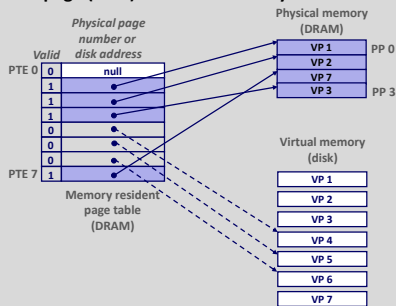 Physical page
number or
disk address
Valid
PTE 0
0
null
1
1
1
0
0
0
PTE 7
1
Memory resident
page table
(DRAM)
Physical memory
(DRAM)
VP 1
PP 0
VP 2
VP 7
VP 3
PP 3
Virtual memory
(disk)
VP 1
VP 2
VP 3
VP 4
VP 5
VP 6
VP 7